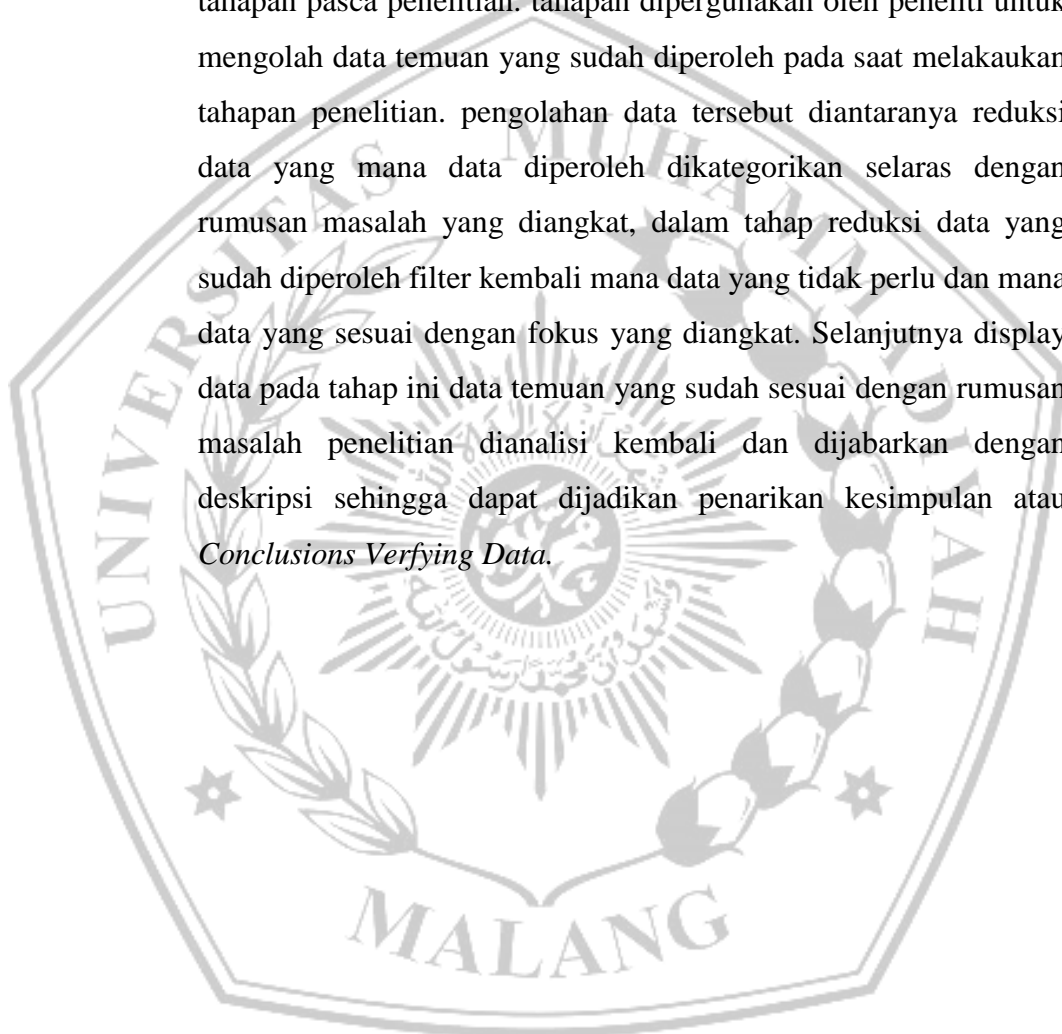 tahapan pasca penelitian. tahapan dipergunakan oleh peneliti untuk
mengolah data temuan yang sudah diperoleh pada saat melakaukan
tahapan penelitian. pengolahan data tersebut diantaranya reduksi
data yang mana data diperoleh dikategorikan selaras dengan
rumusan masalah yang diangkat, dalam tahap reduksi data yang
sudah diperoleh filter kembali mana data yang tidak perlu dan mana
data yang sesuai dengan fokus yang diangkat. Selanjutnya display
data pada tahap ini data temuan yang sudah sesuai dengan rumusan
masalah penelitian dianalisi kembali dan dijabarkan dengan
deskripsi sehingga dapat dijadikan penarikan kesimpulan atau
Conclusions Verfying Data.
UNIVERSITAS MUHAMMADIYAH
MALANG